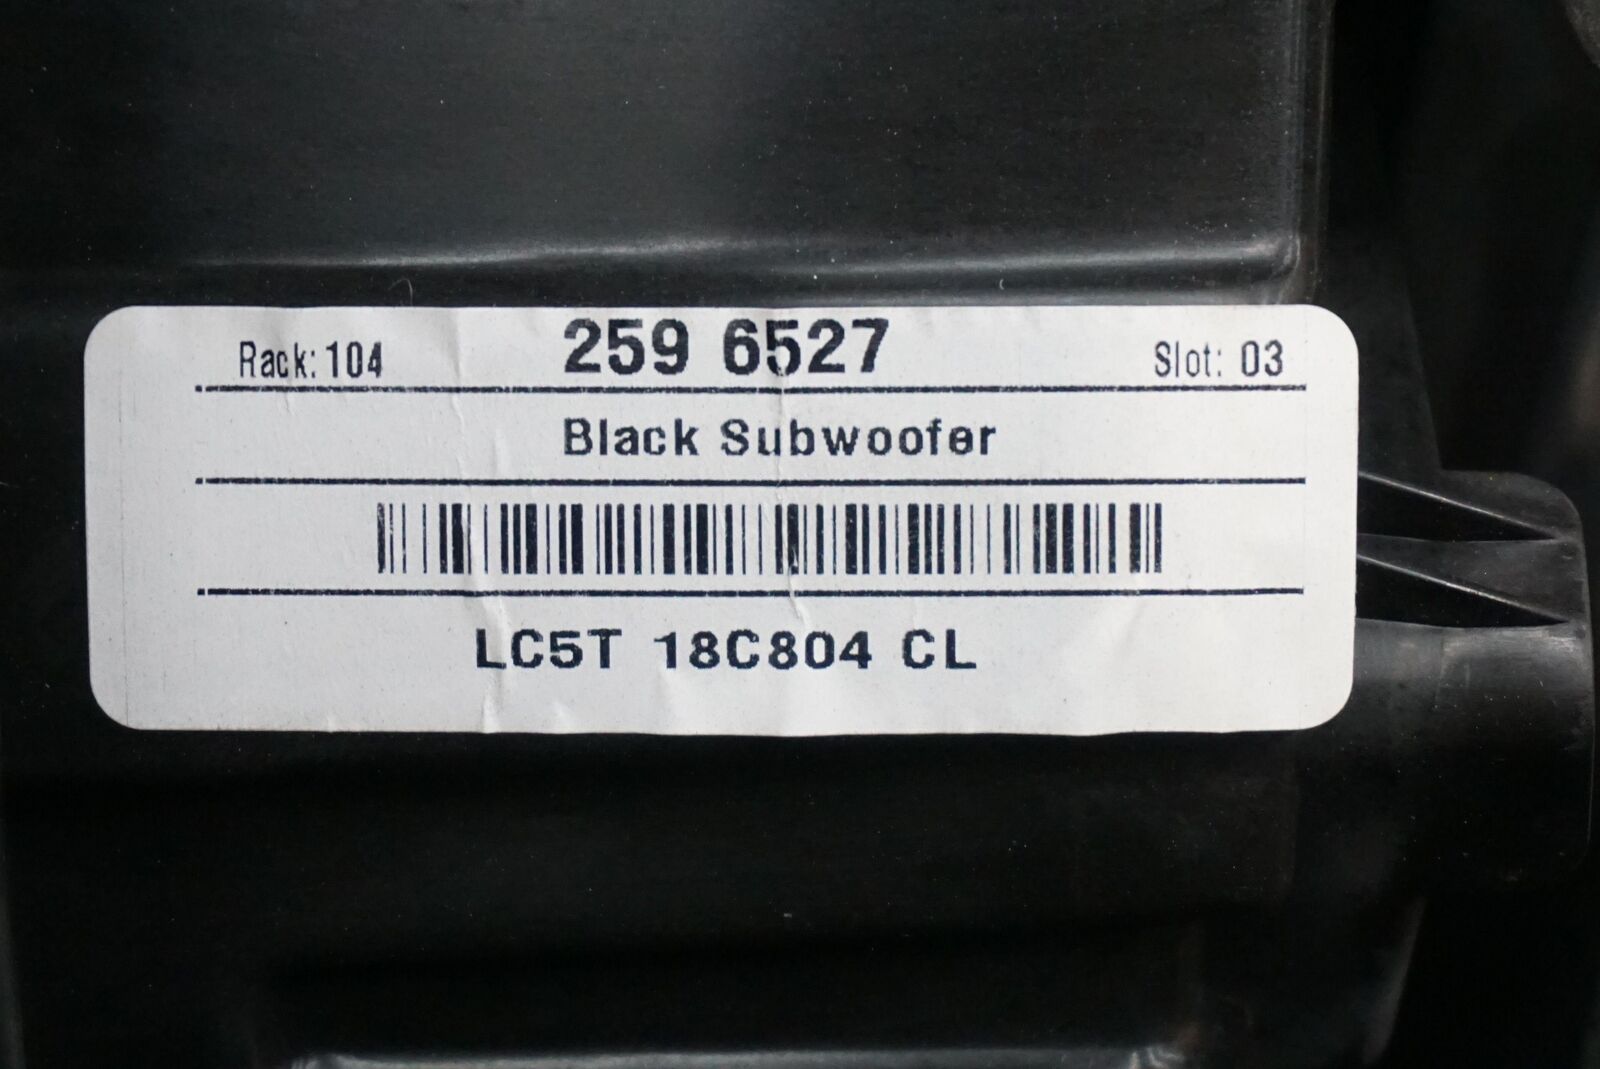 Rack: 104 259 6527 Slot: 03
Black Subwoofer
LC5T 18C804 CL